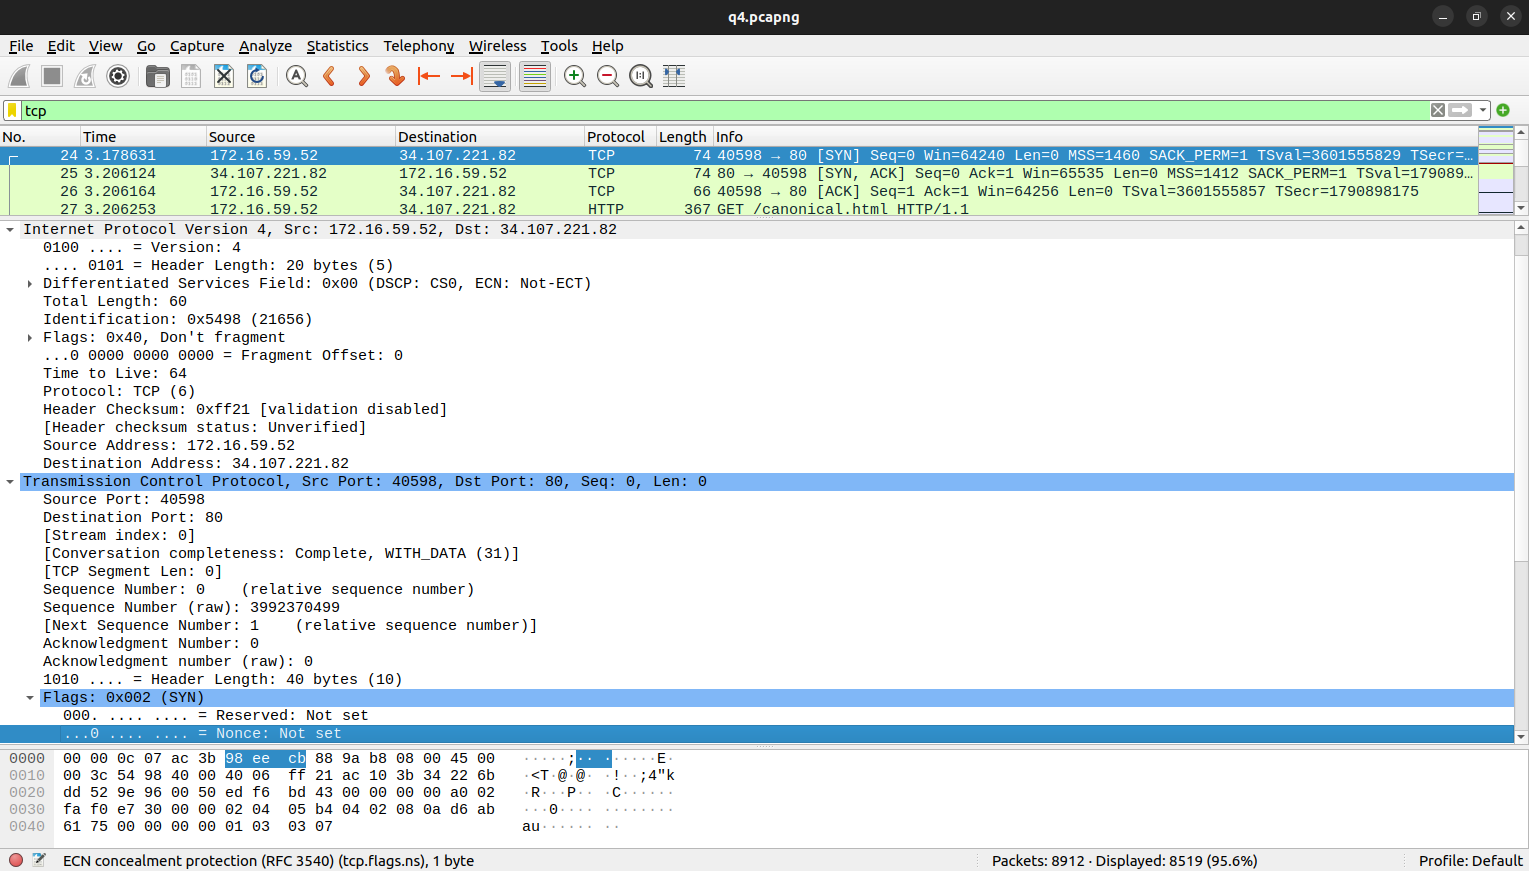 q4.pcapng
File Edit View Go Capture Analyze Statistics Telephony Wireless Tools Help
tcp
No. Time Source Destination Protocol Length Info
24 3.178631 172.16.59.52 34.107.221.82 TCP 74 40598 → 80 [SYN] Seq=0 Win=64240 Len=0 MSS=1460 SACK_PERM=1 TSval=3601555829 TSecr=…
25 3.206124 34.107.221.82 172.16.59.52 TCP 74 80 → 40598 [SYN, ACK] Seq=0 Ack=1 Win=65535 Len=0 MSS=1412 SACK_PERM=1 TSval=179089…
26 3.206164 172.16.59.52 34.107.221.82 TCP 66 40598 → 80 [ACK] Seq=1 Ack=1 Win=64256 Len=0 TSval=3601555857 TSecr=1790898175
27 3.206253 172.16.59.52 34.107.221.82 HTTP 367 GET /canonical.html HTTP/1.1
Internet Protocol Version 4, Src: 172.16.59.52, Dst: 34.107.221.82
0100 .... = Version: 4
.... 0101 = Header Length: 20 bytes (5)
Differentiated Services Field: 0x00 (DSCP: CS0, ECN: Not-ECT)
Total Length: 60
Identification: 0x5498 (21656)
Flags: 0x40, Don't fragment
...0 0000 0000 0000 = Fragment Offset: 0
Time to Live: 64
Protocol: TCP (6)
Header Checksum: 0xff21 [validation disabled]
[Header checksum status: Unverified]
Source Address: 172.16.59.52
Destination Address: 34.107.221.82
Transmission Control Protocol, Src Port: 40598, Dst Port: 80, Seq: 0, Len: 0
Source Port: 40598
Destination Port: 80
[Stream index: 0]
[Conversation completeness: Complete, WITH_DATA (31)]
[TCP Segment Len: 0]
Sequence Number: 0 (relative sequence number)
Sequence Number (raw): 3992370499
[Next Sequence Number: 1 (relative sequence number)]
Acknowledgment Number: 0
Acknowledgment number (raw): 0
1010 .... = Header Length: 40 bytes (10)
Flags: 0x002 (SYN)
000. .... .... = Reserved: Not set
...0 .... .... = Nonce: Not set
0000 00 00 0c 07 ac 3b 98 ee cb 88 9a b8 08 00 45 00 ·····;·· ······E·
0010 00 3c 54 98 40 00 40 06 ff 21 ac 10 3b 34 22 6b ·<T·@·@· ·!··;4"k
0020 dd 52 9e 96 00 50 ed f6 bd 43 00 00 00 00 a0 02 ·R···P·· ·C······
0030 fa f0 e7 30 00 00 02 04 05 b4 04 02 08 0a d6 ab ···0···· ········
0040 61 75 00 00 00 00 01 03 03 07 au······ ··
ECN concealment protection (RFC 3540) (tcp.flags.ns), 1 byte Packets: 8912 · Displayed: 8519 (95.6%) Profile: Default